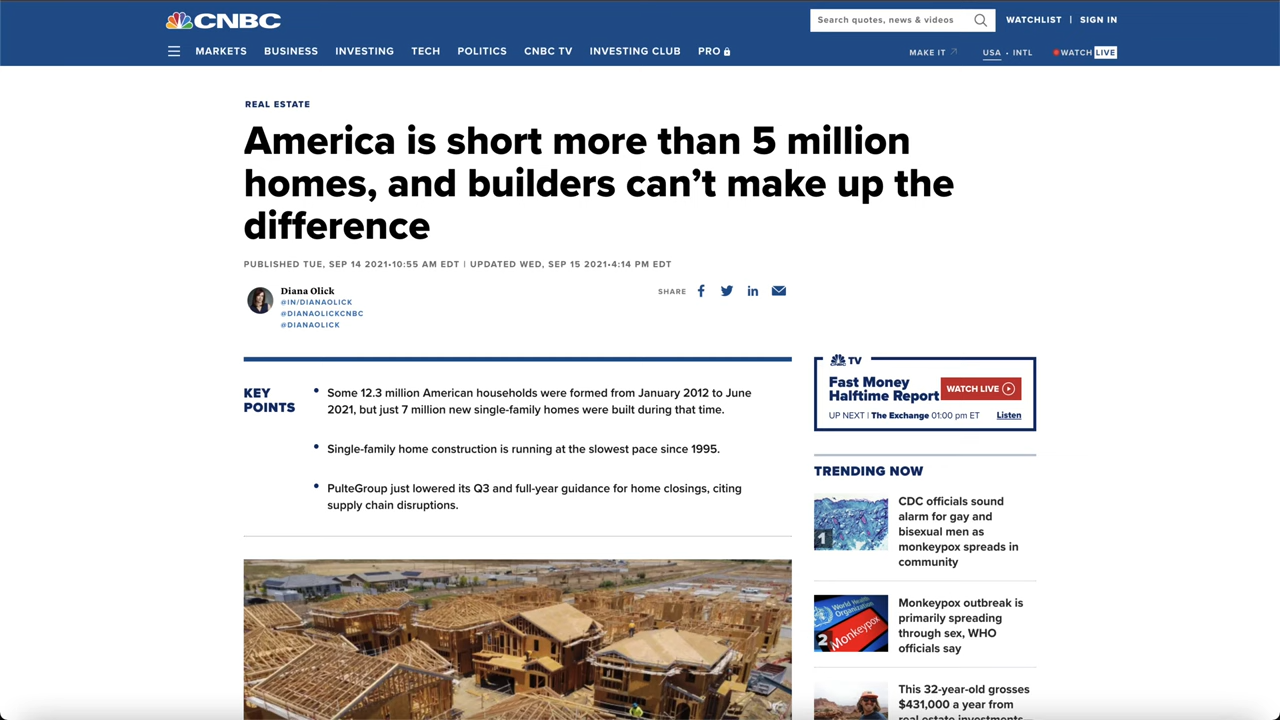 CNBC
Search quotes, news & videos
WATCHLIST | SIGN IN
MARKETS BUSINESS INVESTING TECH POLITICS CNBC TV INVESTING CLUB PRO
MAKE IT USA • INTL WATCH LIVE
REAL ESTATE
America is short more than 5 million
homes, and builders can’t make up the
difference
PUBLISHED TUE, SEP 14 2021•10:55 AM EDT | UPDATED WED, SEP 15 2021•4:14 PM EDT
Diana Olick
@IN/DIANAOLICK
@DIANAOLICKCNBC
@DIANAOLICK
SHARE
KEY
POINTS
Some 12.3 million American households were formed from January 2012 to June
2021, but just 7 million new single-family homes were built during that time.
Single-family home construction is running at the slowest pace since 1995.
PulteGroup just lowered its Q3 and full-year guidance for home closings, citing
supply chain disruptions.
TV
Fast Money
Halftime Report
WATCH LIVE
UP NEXT | The Exchange 01:00 pm ET
Listen
TRENDING NOW
1
CDC officials sound
alarm for gay and
bisexual men as
monkeypox spreads in
community
World Health
Organization
Monkeypox
2
Monkeypox outbreak is
primarily spreading
through sex, WHO
officials say
This 32-year-old grosses
$431,000 a year from
real estate investments—